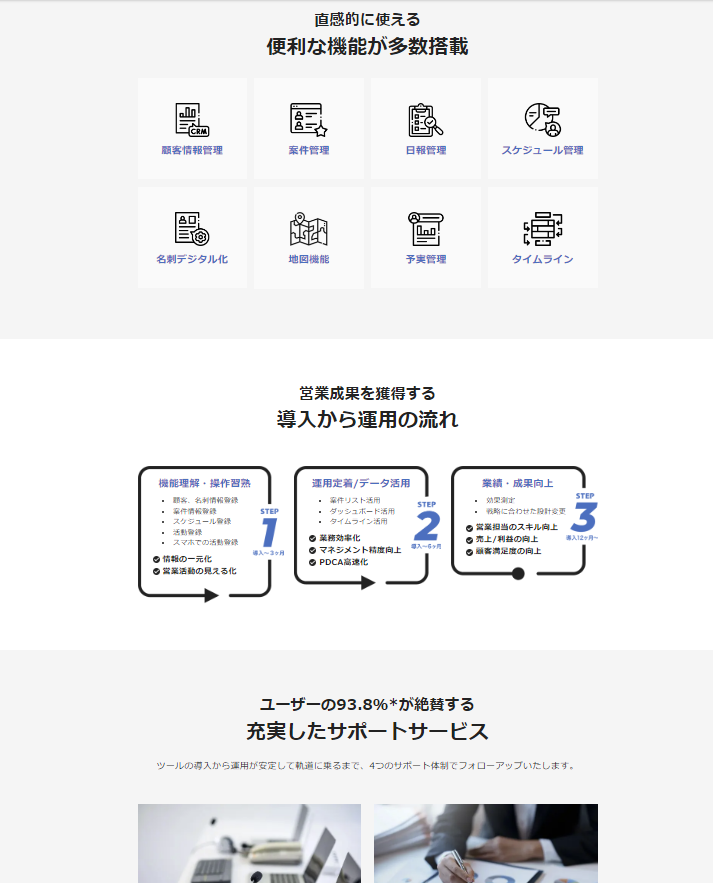 直感的に使える
便利な機能が多数搭載
CRM
顧客情報管理
案件管理
日報管理
スケジュール管理
名刺デジタル化
地図機能
予実管理
タイムライン
営業成果を獲得する
導入から運用の流れ
機能理解・操作習熟
• 顧客、名刺情報登録
• 案件情報登録
• スケジュール登録
• 活動登録
• スマホでの活動登録
情報の一元化
営業活動の見える化
STEP
1
導入~3ヶ月
運用定着/データ活用
• 案件リスト活用
• ダッシュボード活用
• タイムライン活用
業務効率化
マネジメント精度向上
PDCA高速化
STEP
2
導入~6ヶ月
業績・成果向上
• 効果測定
• 戦略に合わせた設計変更
営業担当のスキル向上
売上/利益の向上
顧客満足度の向上
STEP
3
導入12ヶ月~
ユーザーの93.8%*が絶賛する
充実したサポートサービス
ツールの導入から運用が安定して軌道に乗るまで、4つのサポート体制でフォローアップいたします。